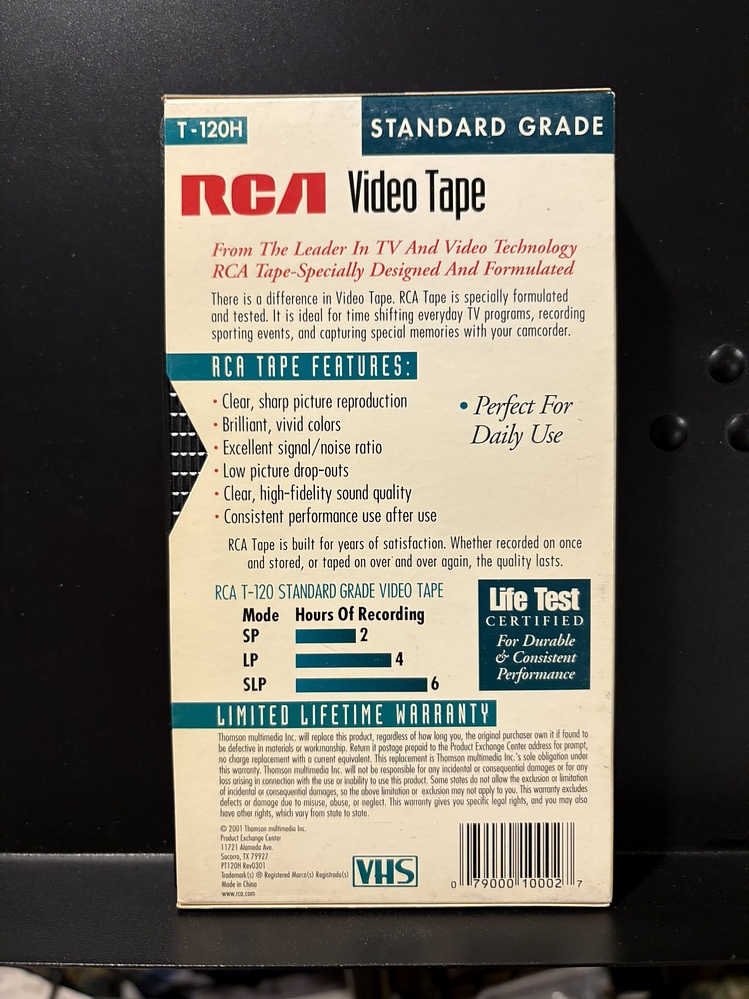 T-120H
STANDARD GRADE
RCA Video Tape
From The Leader In TV And Video Technology
RCA Tape-Specially Designed And Formulated
There is a difference in Video Tape. RCA Tape is specially formulated
and tested. It is ideal for time shifting everyday TV programs, recording
sporting events, and capturing special memories with your camcorder.
RCA TAPE FEATURES:
• Clear, sharp picture reproduction
• Brilliant, vivid colors
• Excellent signal/noise ratio
• Low picture drop-outs
• Clear, high-fidelity sound quality
• Consistent performance use after use
• Perfect For
Daily Use
RCA Tape is built for years of satisfaction. Whether recorded on once
and stored, or taped on over and over again, the quality lasts.
RCA T-120 STANDARD GRADE VIDEO TAPE
Mode Hours Of Recording
SP 2
LP 4
SLP 6
Life Test
CERTIFIED
For Durable
& Consistent
Performance
LIMITED LIFETIME WARRANTY
Thomson multimedia Inc. will replace this product, regardless of how long you, the original purchaser own it if found to
be defective in materials or workmanship. Return it postage prepaid to the Product Exchange Center address for prompt,
no charge replacement with a current equivalent. This replacement is Thomson multimedia Inc.'s sole obligation under
this warranty. Thomson multimedia Inc. will not be responsible for any incidental or consequential damages or for any
loss arising in connection with the use or inability to use this product. Some states do not allow the exclusion or limitation
of incidental or consequential damages, so the above limitation or exclusion may not apply to you. This warranty excludes
defects or damage due to misuse, abuse, or neglect. This warranty gives you specific legal rights, and you may also
have other rights, which vary from state to state.
© 2001 Thomson multimedia Inc.
Product Exchange Center
11721 Alameda Ave.
Socorro, TX 79927
PT120H Rev0301
Trademark(s) ® Registered Marca(s) Registrada(s)
Made in China
www.rca.com
VHS
0 79000 10002 7